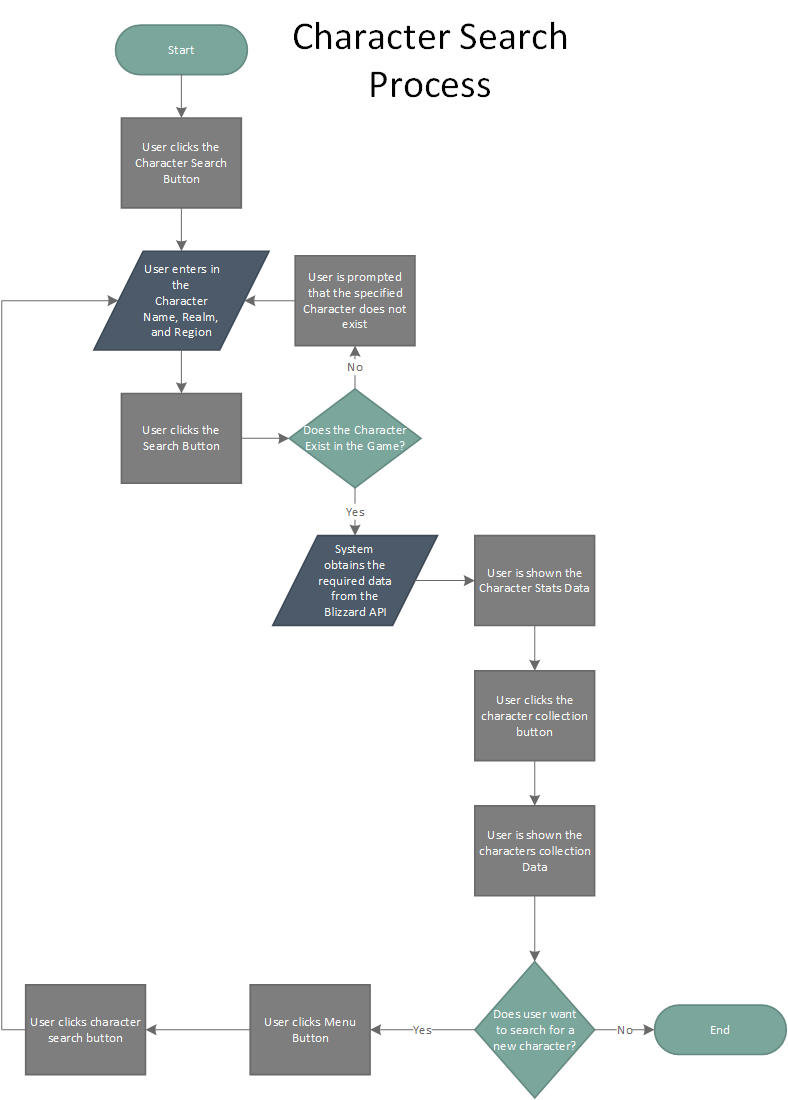 Character Search
Process
Start
User clicks the
Character Search
Button
User enters in
the
Character
Name, Realm,
and Region
User is prompted
that the specified
Character does not
exist
No
User clicks the
Search Button
Does the Character
Exist in the Game?
Yes
System
obtains the
required data
from the
Blizzard API
User is shown the
Character Stats Data
User clicks the
character collection
button
User is shown the
characters collection
Data
Does user want
to search for a
new character?
No
End
Yes
User clicks Menu
Button
User clicks character
search button